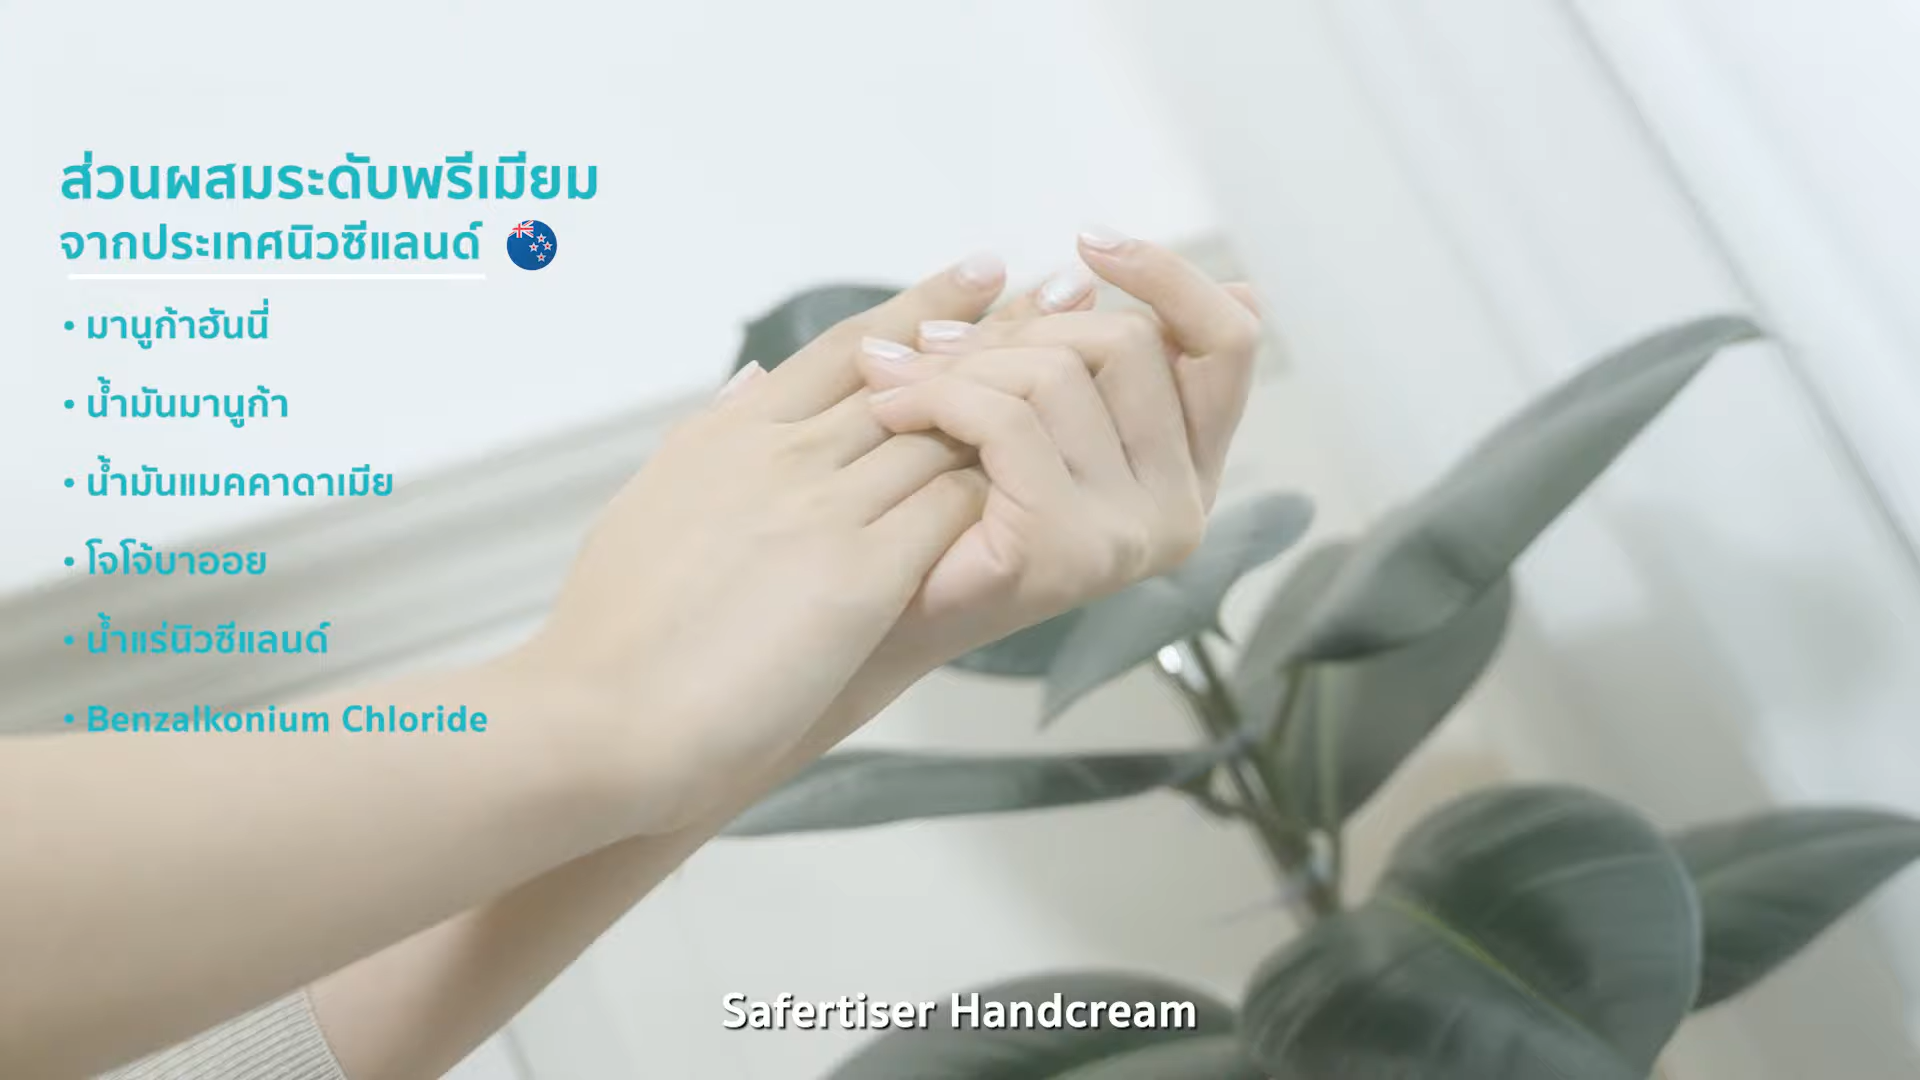 ส่วนผสมระดับพรีเมียม
จากประเทศนิวซีแลนด์
• มานูก้าฮันนี่
• น้ำมันมานูก้า
• น้ำมันแมคคาดาเมีย
• โจโจ้บาออย
• น้ำแร่นิวซีแลนด์
• Benzalkonium Chloride
Safertiser Handcream